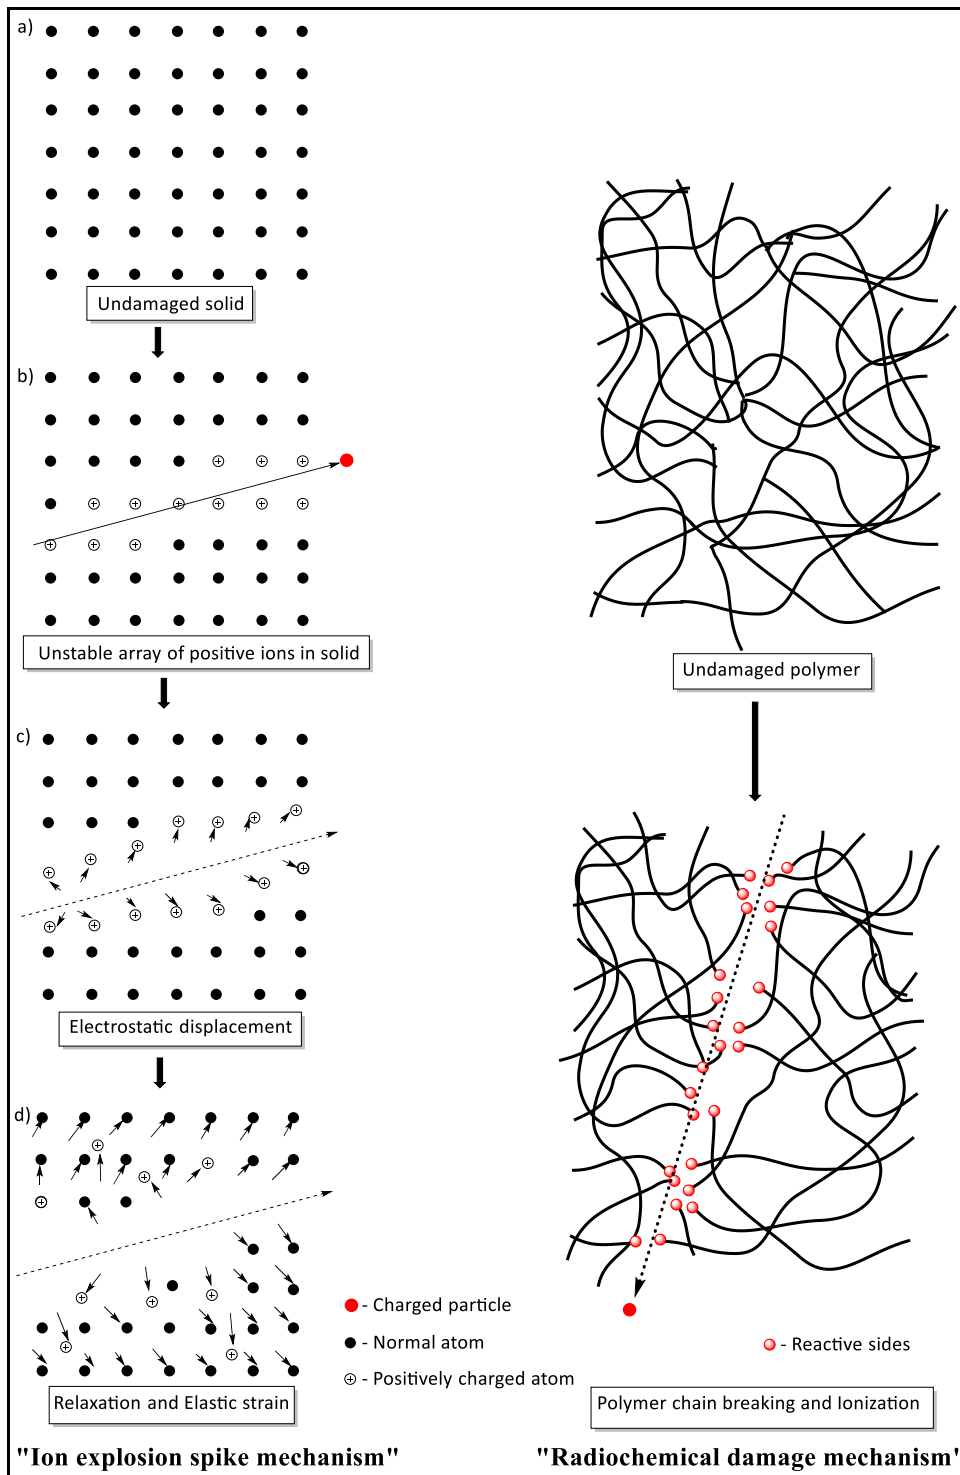 a)
Undamaged solid
b)
Unstable array of positive ions in solid
c)
Electrostatic displacement
d)
Relaxation and Elastic strain
"Ion explosion spike mechanism"
- Charged particle
- Normal atom
- Positively charged atom
Undamaged polymer
- Reactive sides
Polymer chain breaking and Ionization
"Radiochemical damage mechanism"